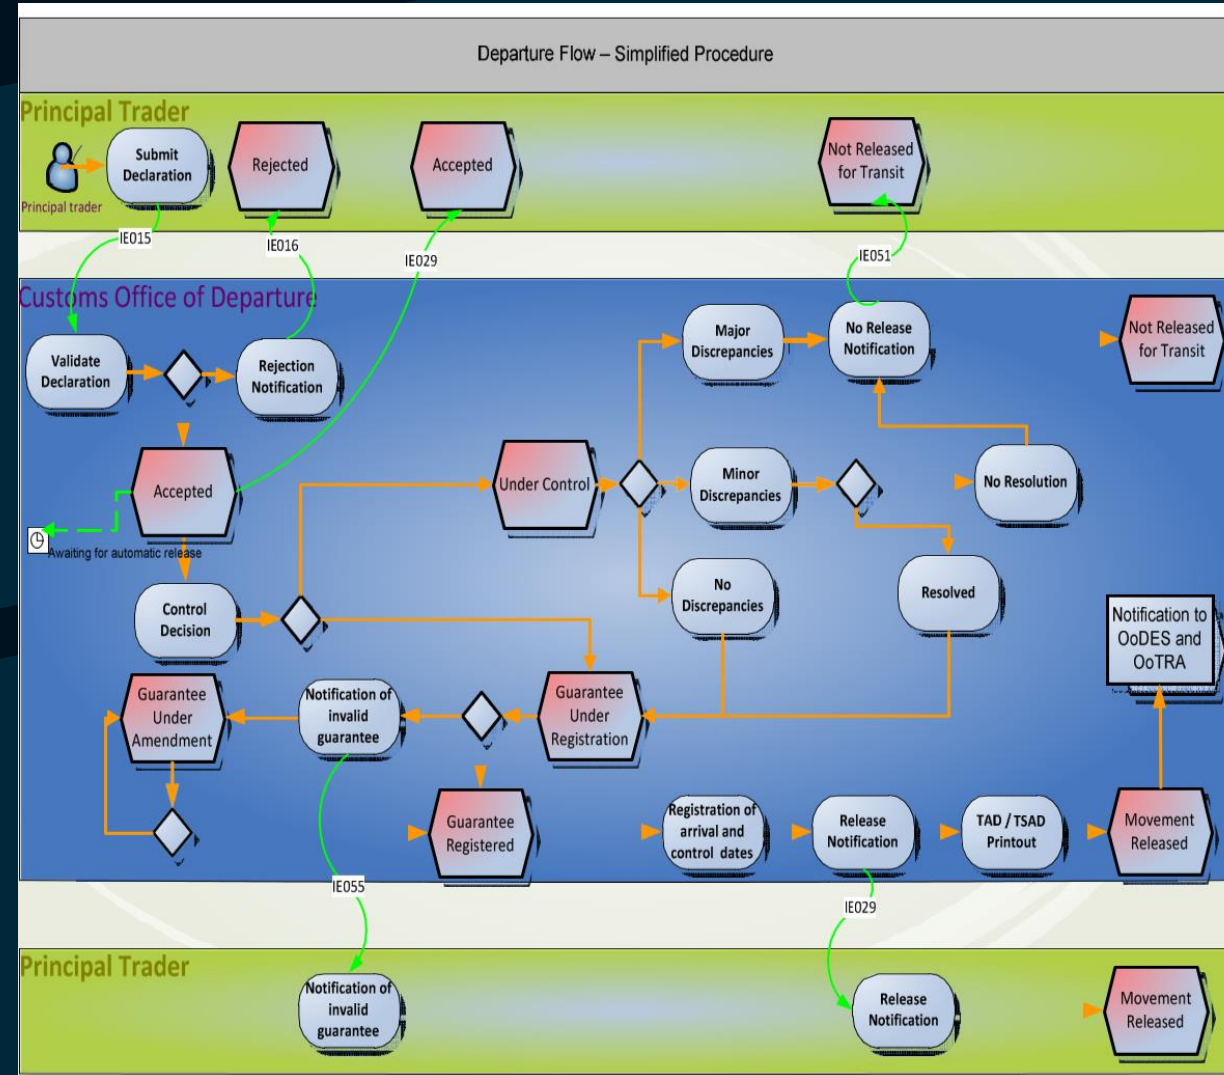 Departure Flow – Simplified Procedure
Principal Trader
Submit
Declaration
Rejected
Accepted
Not Released
for Transit
Principal trader
IE015
IE016
IE029
IE051
Customs Office of Departure
Validate
Declaration
Rejection
Notification
Major
Discrepancies
No Release
Notification
Not Released
for Transit
Accepted
Under Control
Minor
Discrepancies
No Resolution
Awaiting for automatic release
Control
Decision
No
Discrepancies
Resolved
Notification to
OoDES and
OoTRA
Guarantee
Under
Amendment
Notification of
invalid
guarantee
Guarantee
Under
Registration
Guarantee
Registered
Registration of
arrival and
control dates
Release
Notification
TAD / TSAD
Printout
Movement
Released
IE055
IE029
Principal Trader
Notification of
invalid
guarantee
Release
Notification
Movement
Released